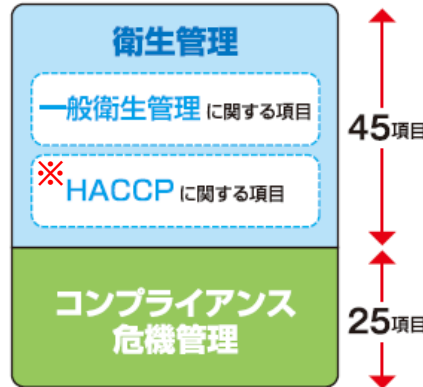 衛生管理
一般衛生管理に関する項目
45項目
※HACCPに関する項目
コンプライアンス
危機管理
25項目